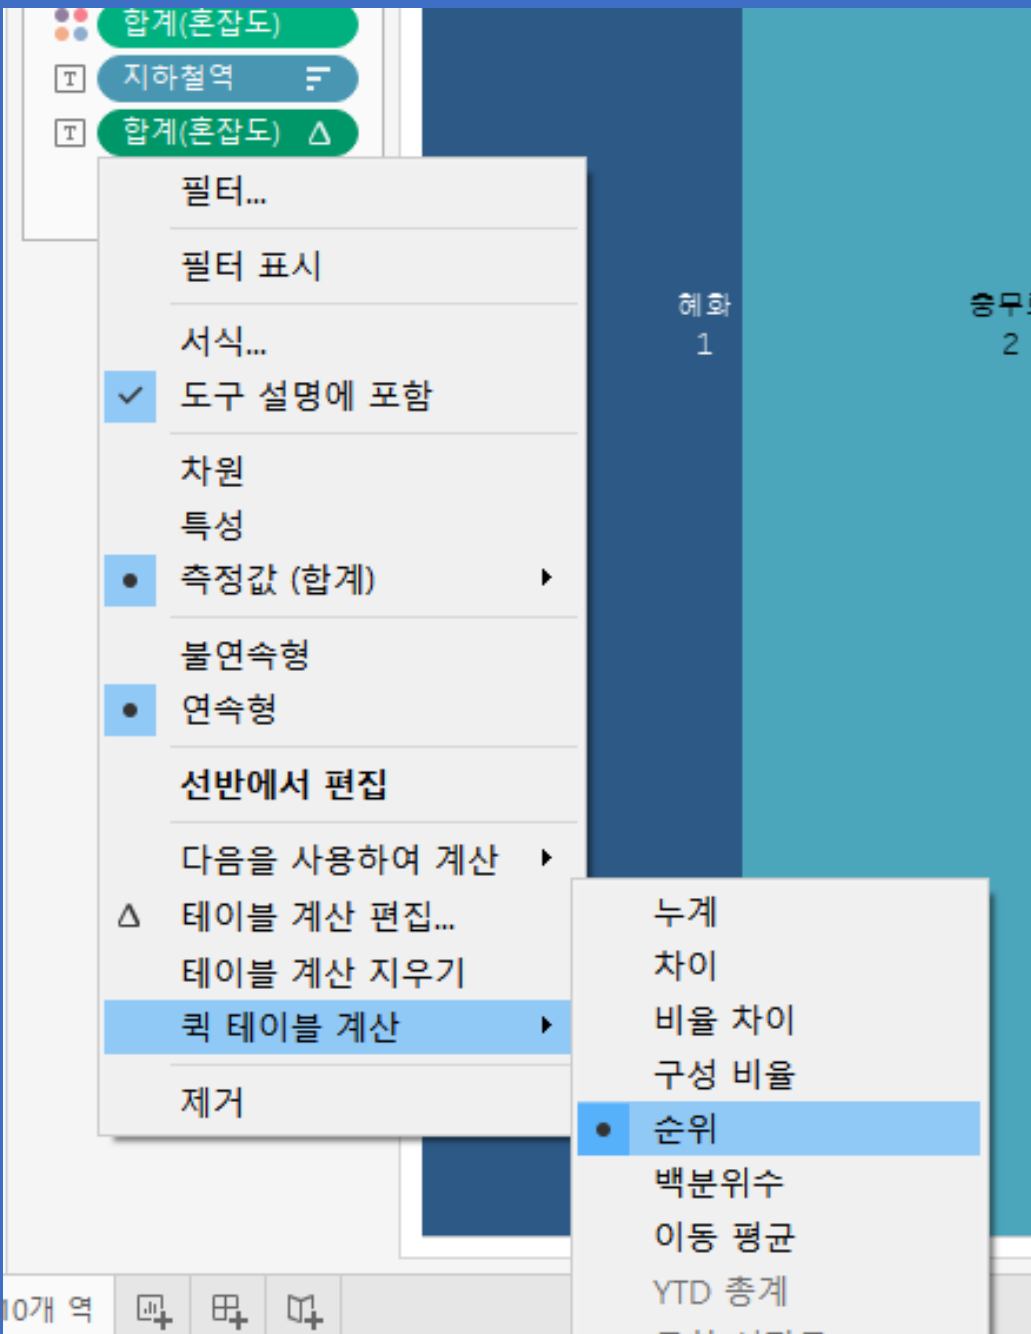 합계(혼잡도)
T 지하철역
T 합계(혼잡도)
필터...
필터 표시
서식...
도구 설명에 포함
차원
특성
측정값 (합계)
불연속형
연속형
선반에서 편집
다음을 사용하여 계산
테이블 계산 편집...
테이블 계산 지우기
퀵 테이블 계산
제거
누계
차이
비율 차이
구성 비율
순위
백분위수
이동 평균
YTD 총계
혜화
1
충무로
2
10개 역